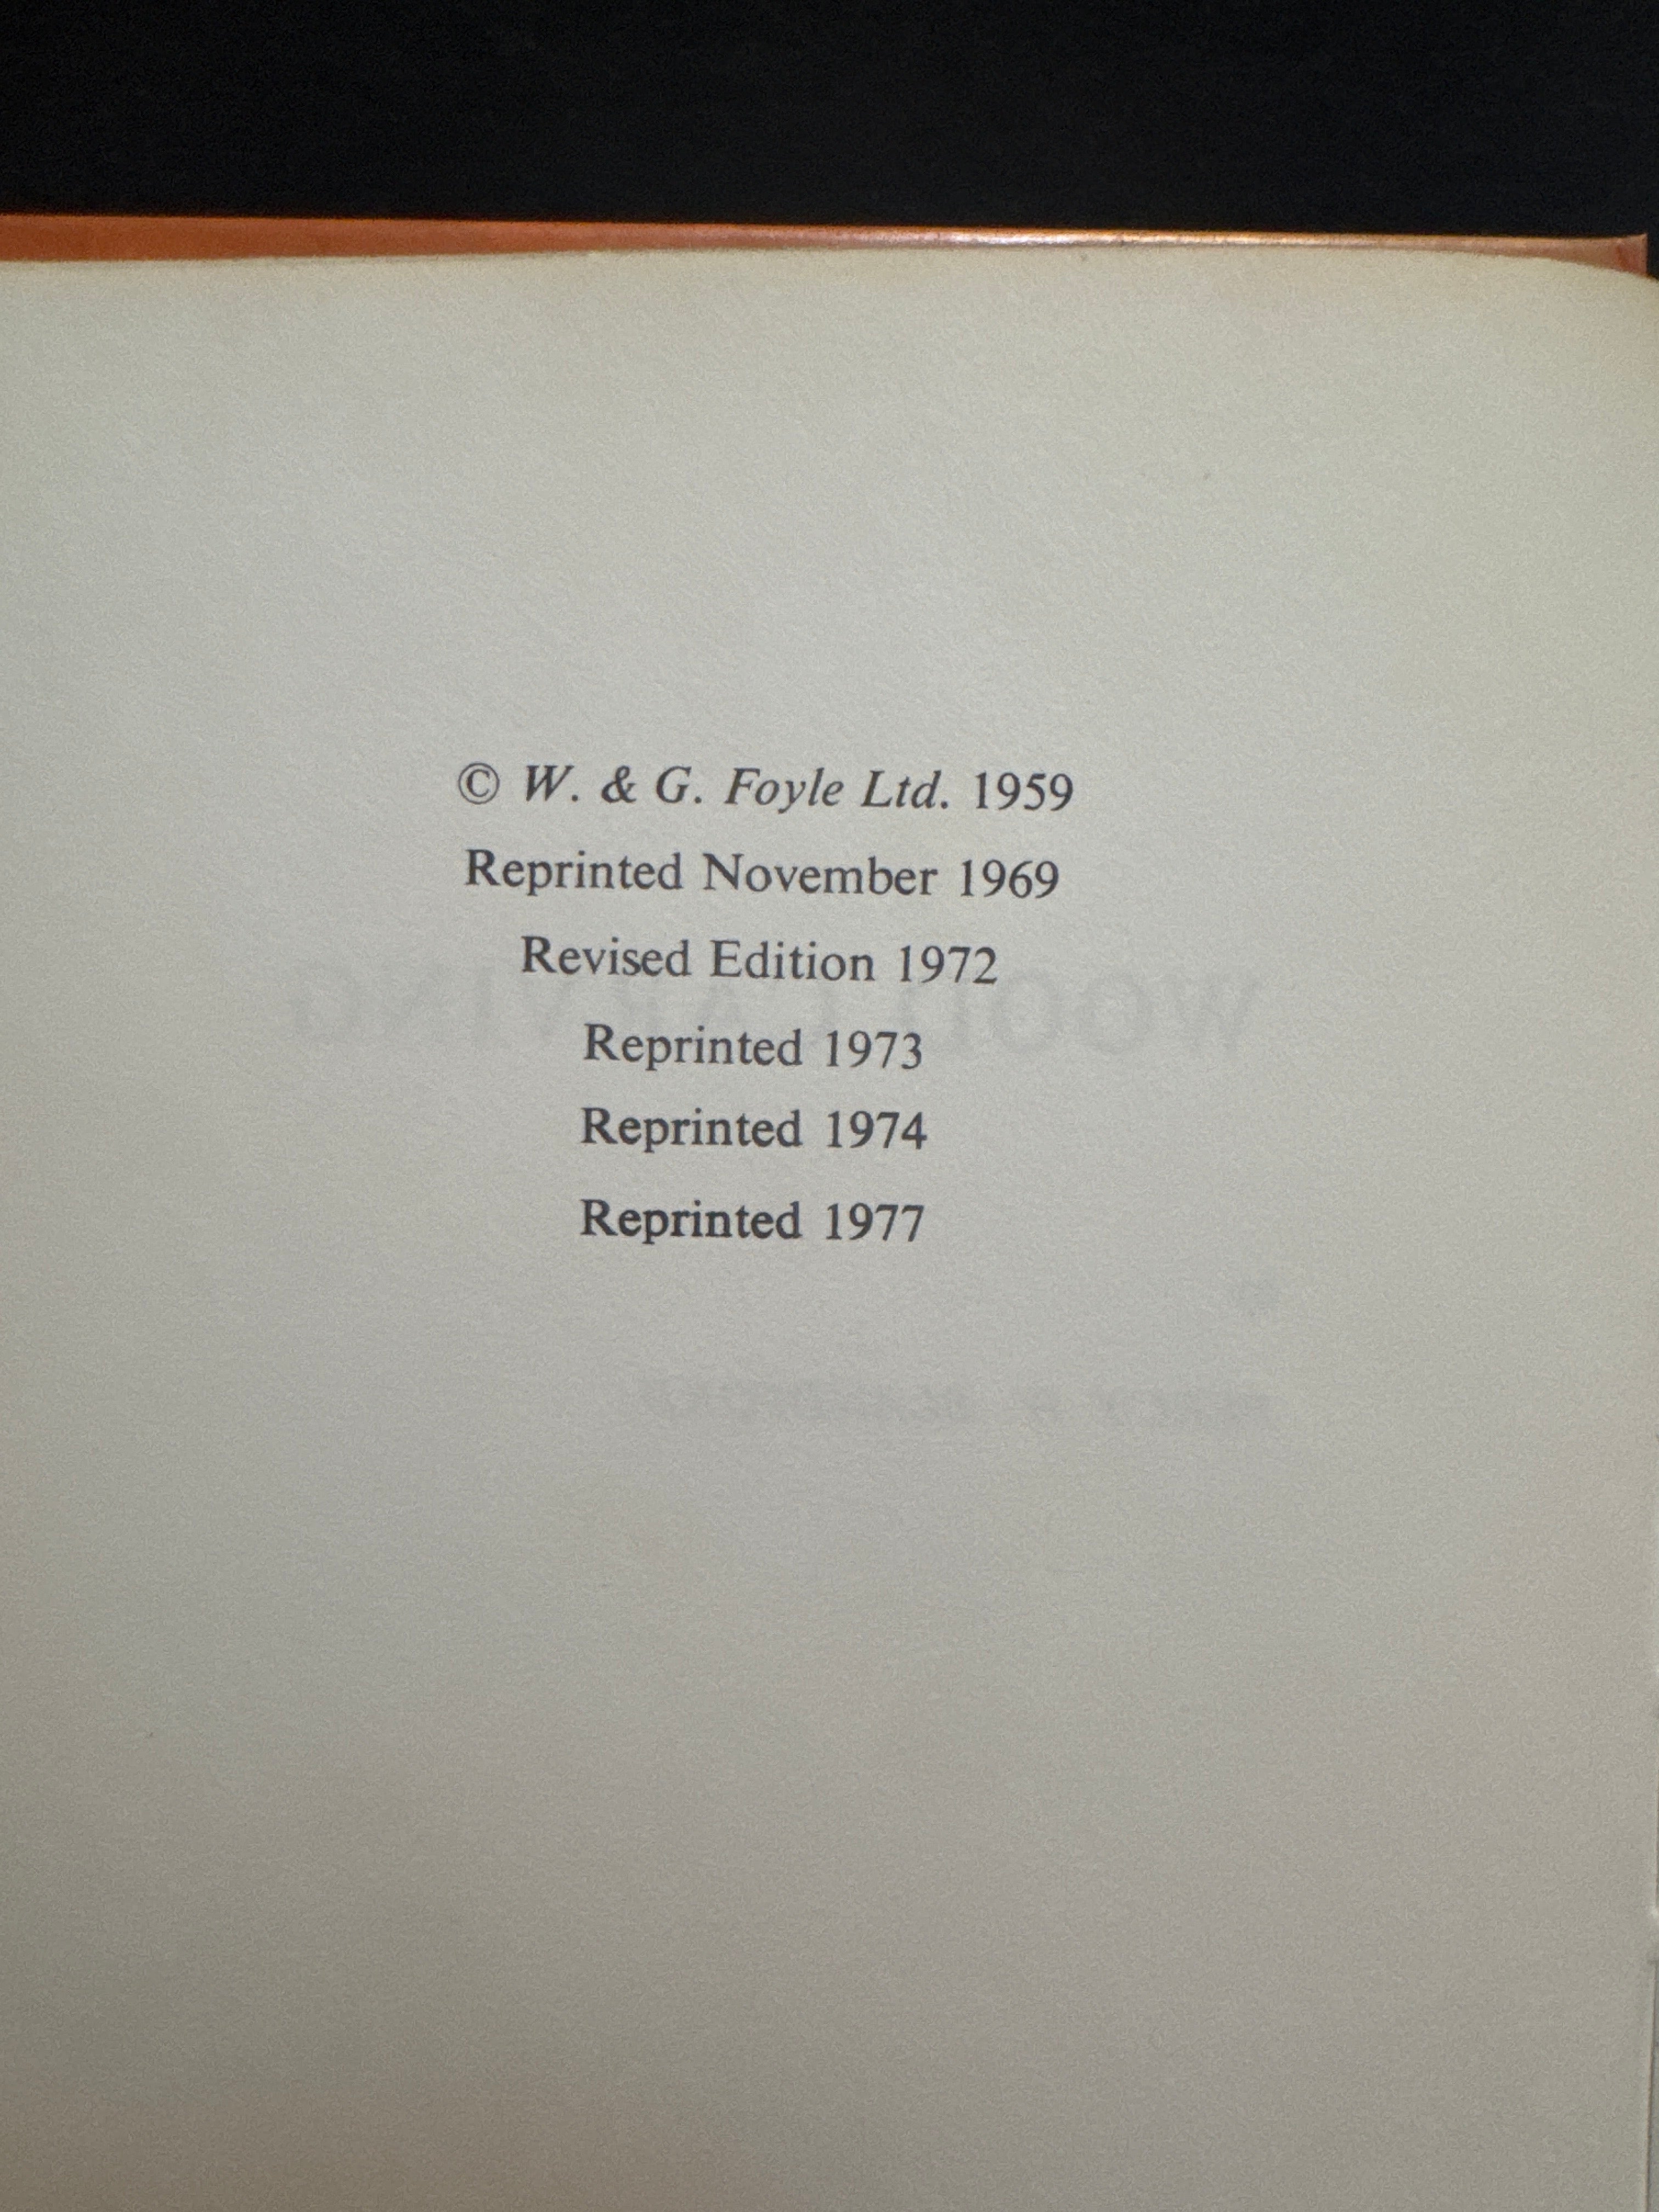 © W. & G. Foyle Ltd. 1959
Reprinted November 1969
Revised Edition 1972
Reprinted 1973
Reprinted 1974
Reprinted 1977